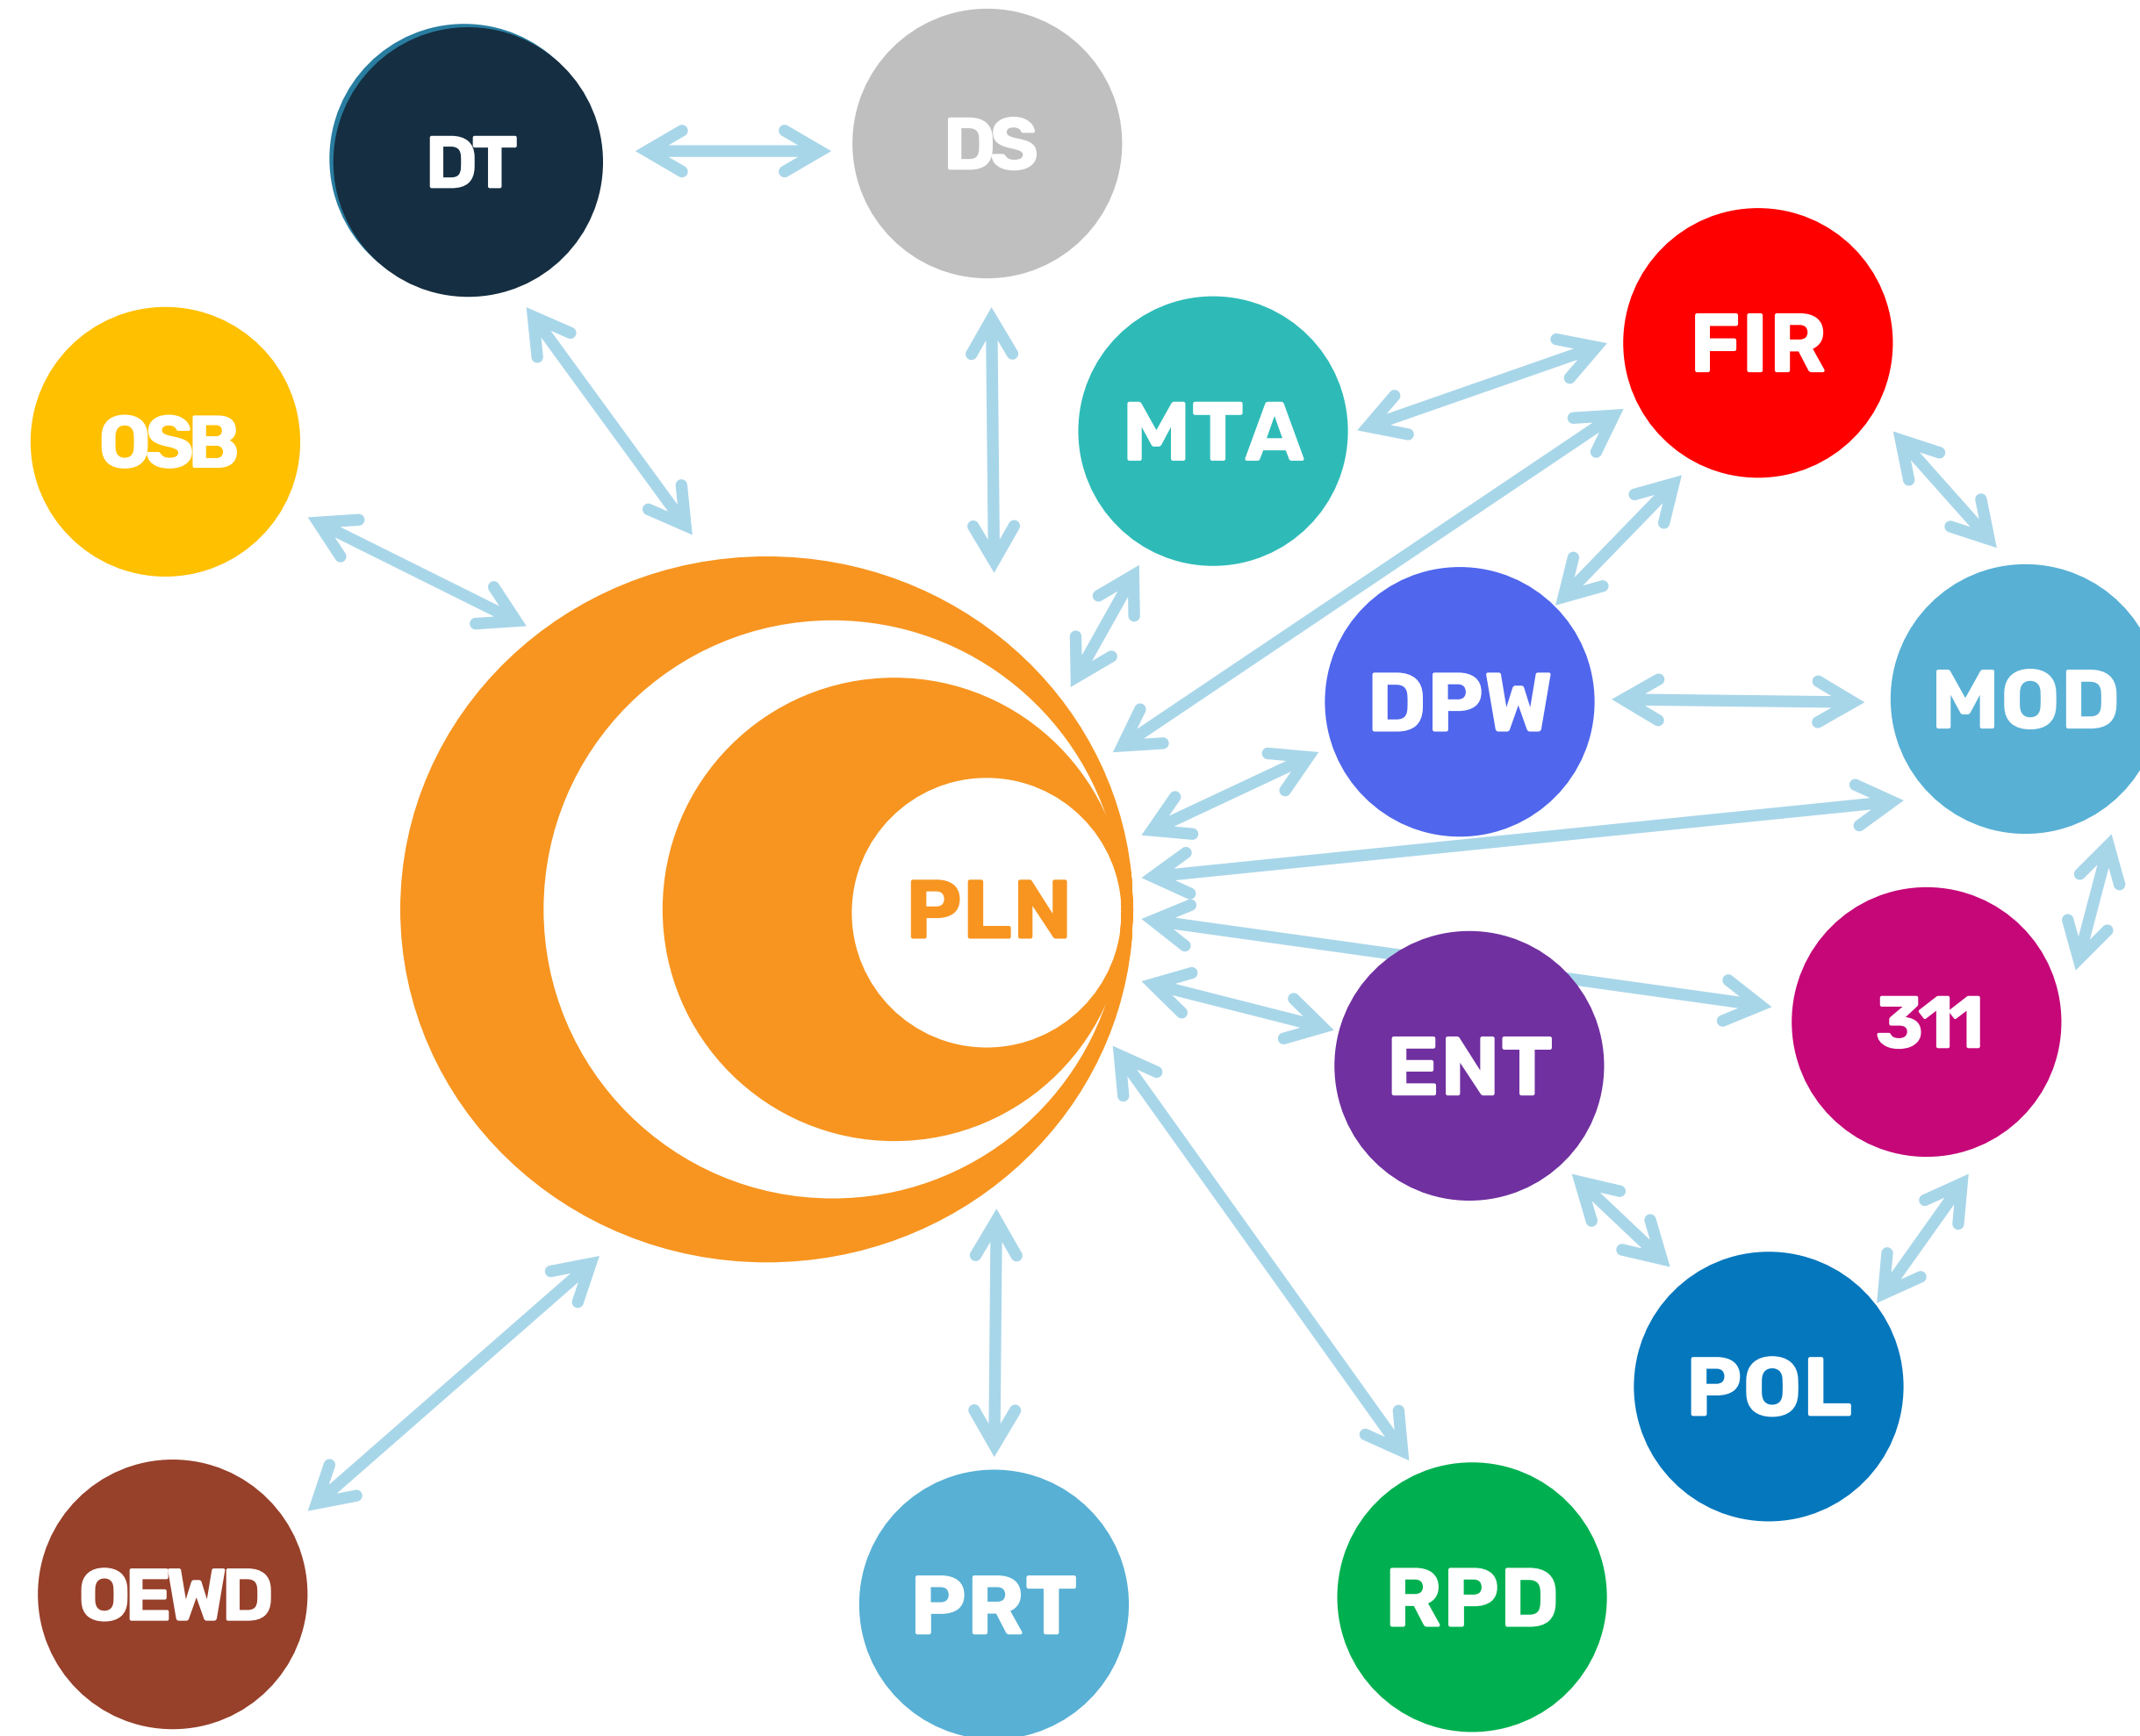 DT
DS
FIR
MTA
OSB
DPW
MOD
PLN
311
ENT
POL
OEWD
PRT
RPD